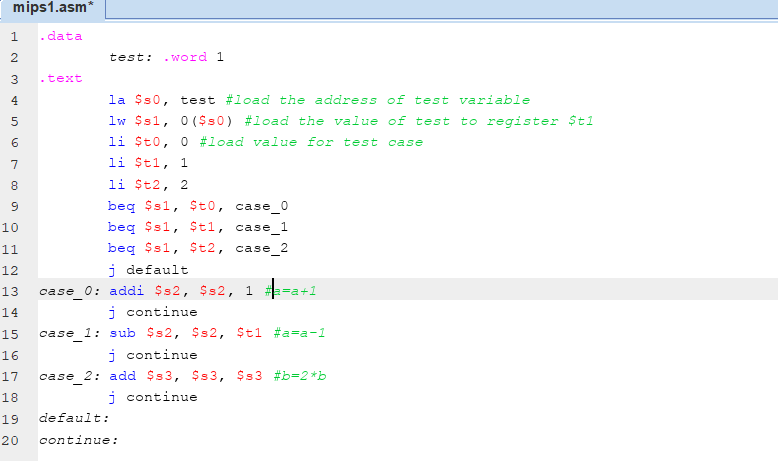 mips1.asm*
1 .data
2 test: .word 1
3 .text
4 la $s0, test #load the address of test variable
5 lw $s1, 0($s0) #load the value of test to register $t1
6 li $t0, 0 #load value for test case
7 li $t1, 1
8 li $t2, 2
9 beq $s1, $t0, case_0
10 beq $s1, $t1, case_1
11 beq $s1, $t2, case_2
12 j default
13 case_0: addi $s2, $s2, 1 #a=a+1
14 j continue
15 case_1: sub $s2, $s2, $t1 #a=a-1
16 j continue
17 case_2: add $s3, $s3, $s3 #b=2*b
18 j continue
19 default:
20 continue: